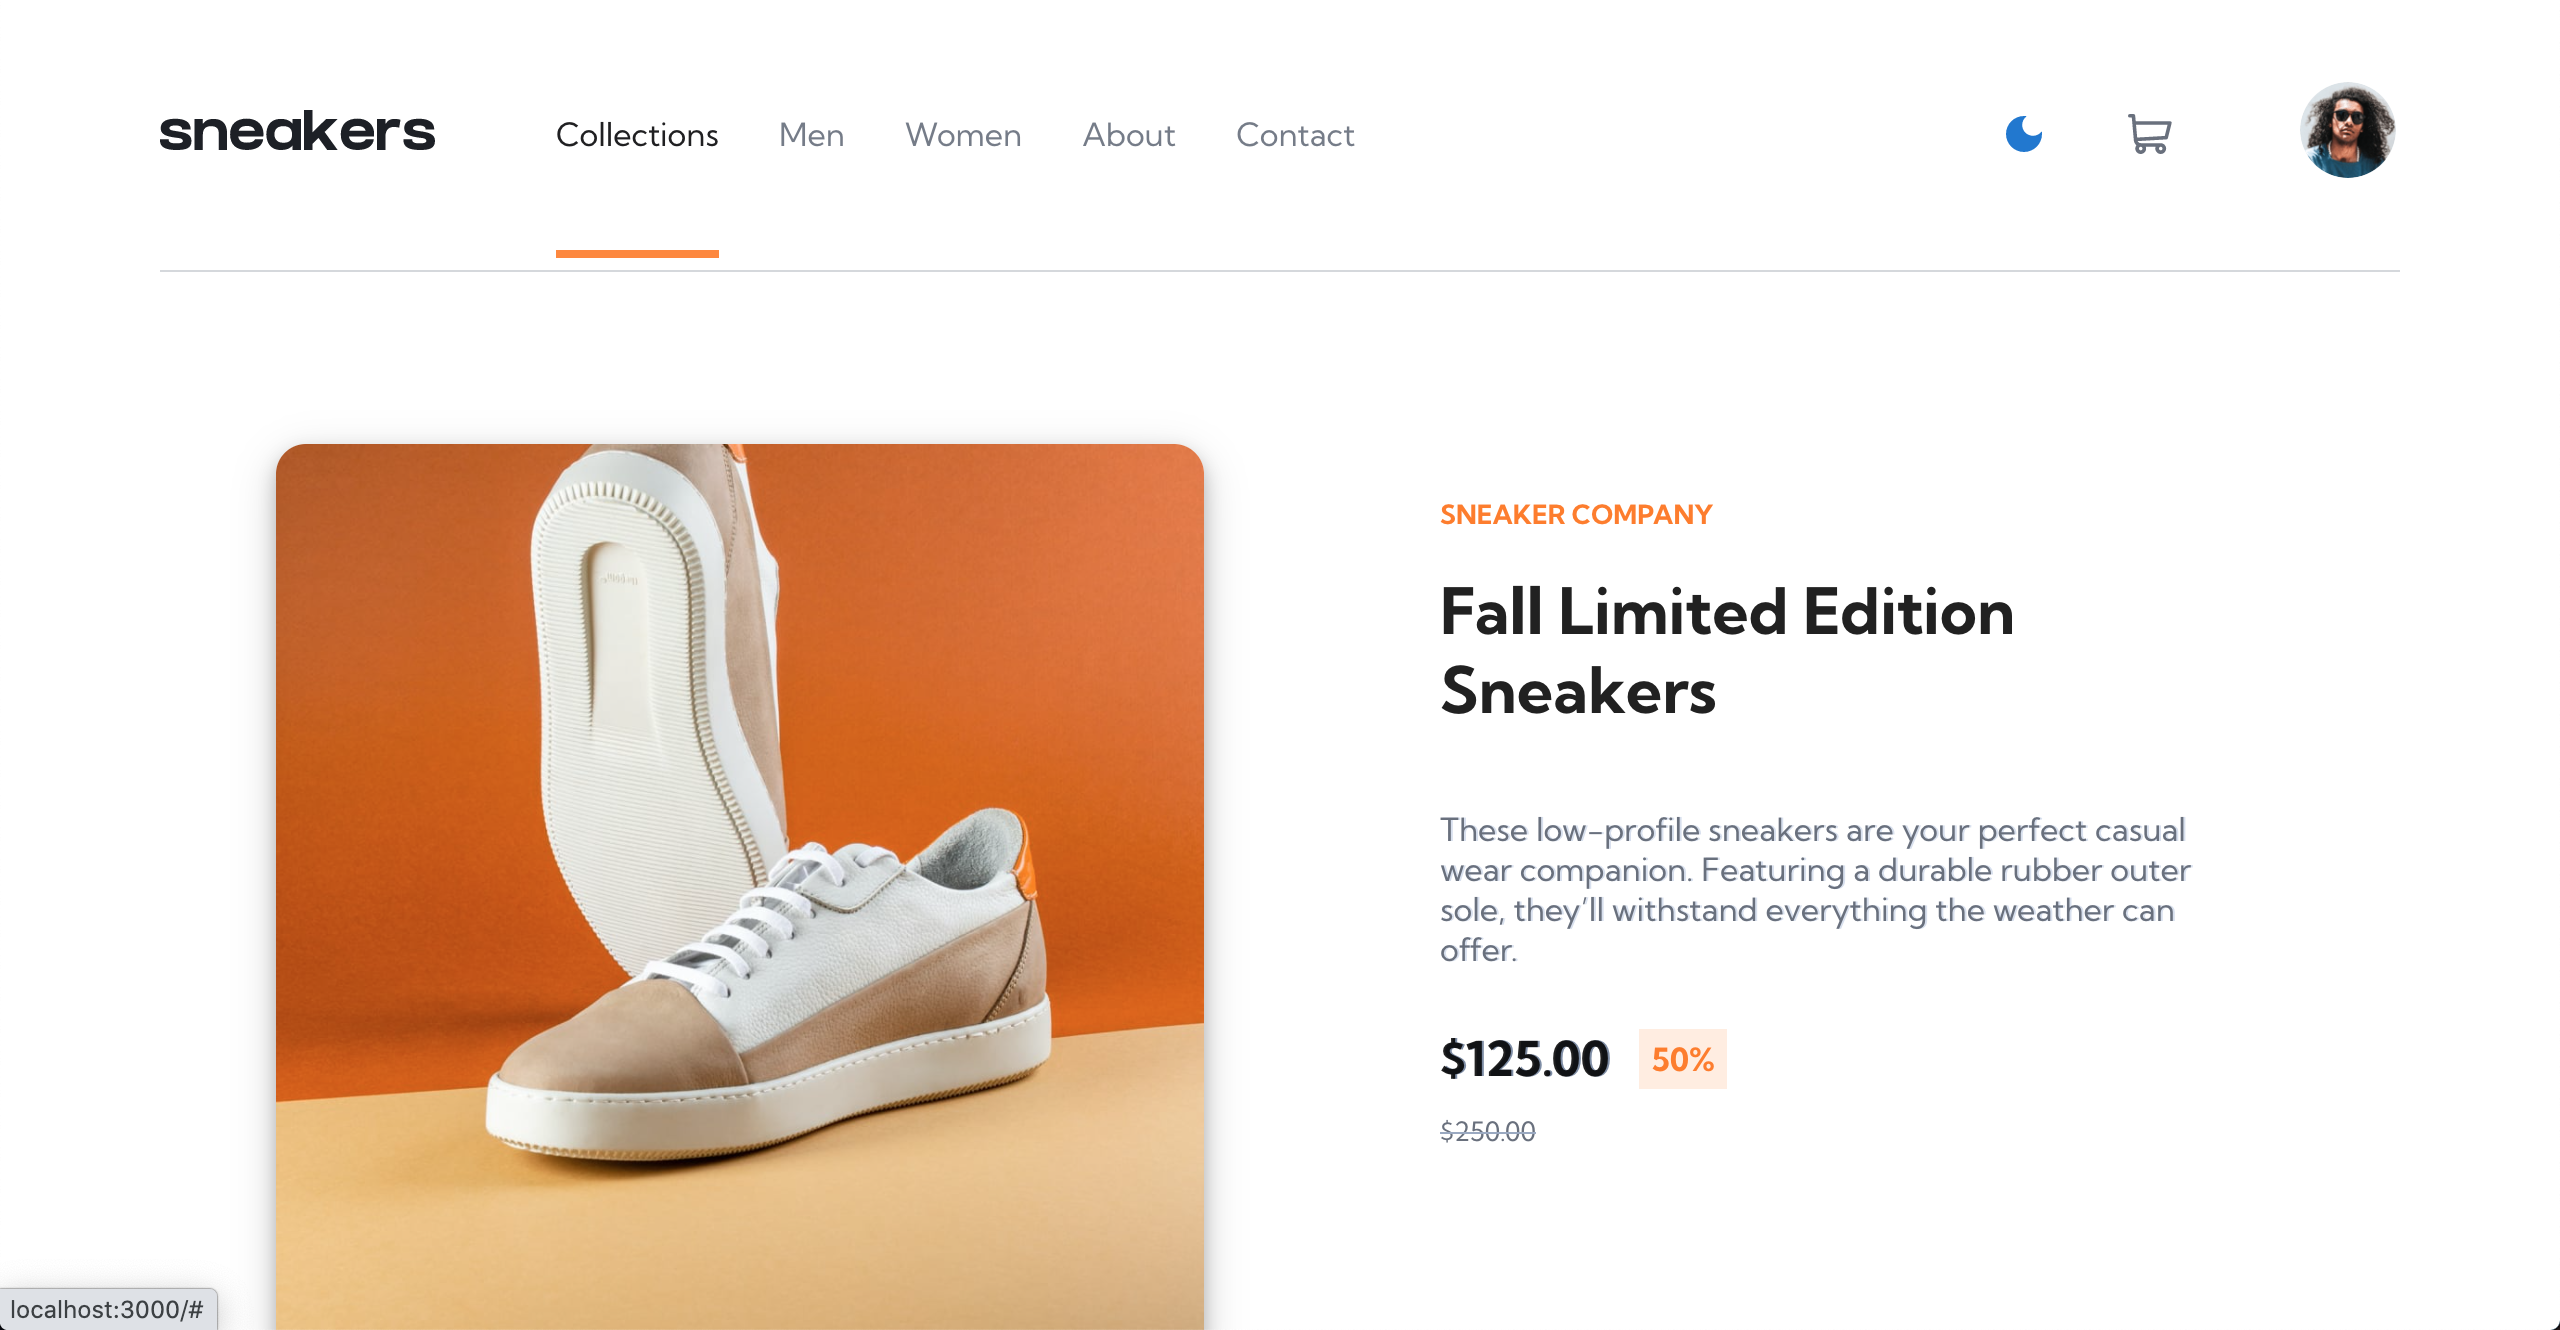 sneakers
Collections Men Women About Contact
SNEAKER COMPANY
Fall Limited Edition
Sneakers
These low-profile sneakers are your perfect casual
wear companion. Featuring a durable rubber outer
sole, they’ll withstand everything the weather can
offer.
$125.00 50%
$250.00
localhost:3000/#